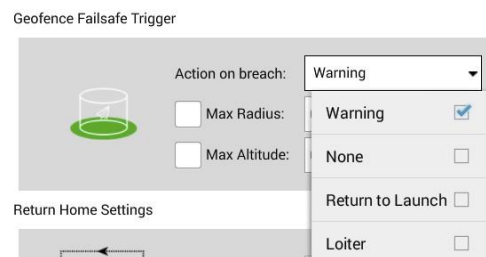 Geofence Failsafe Trigger
Action on breach: Warning
Max Radius: Warning
Max Altitude: None
Return to Launch
Return Home Settings
Loiter